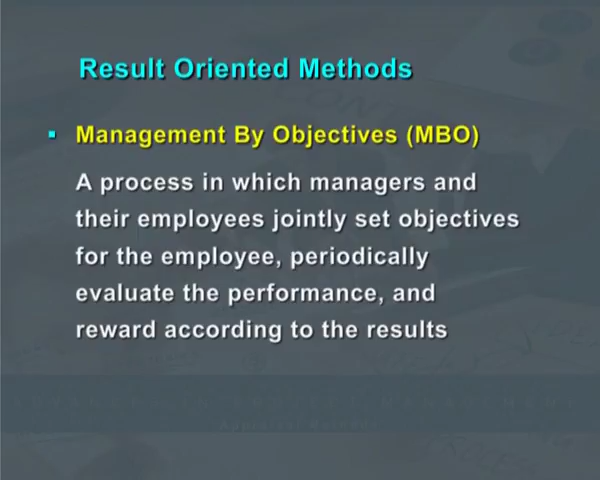 Result Oriented Methods
Management By Objectives (MBO)
A process in which managers and
their employees jointly set objectives
for the employee, periodically
evaluate the performance, and
reward according to the results